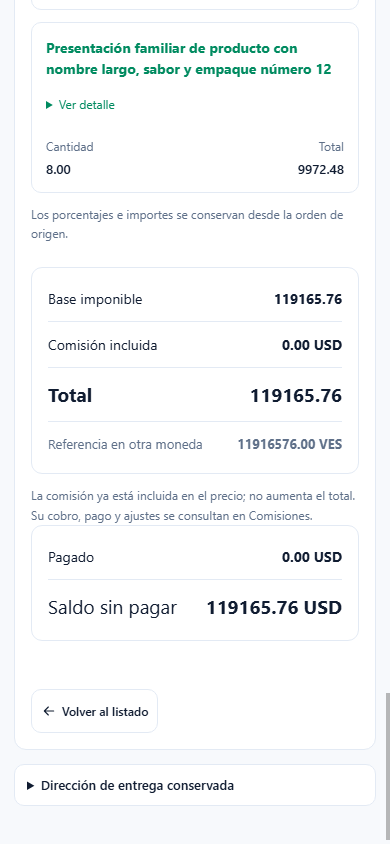 Presentación familiar de producto con
nombre largo, sabor y empaque número 12
Ver detalle
Cantidad Total
8.00 9972.48
Los porcentajes e importes se conservan desde la orden de
origen.
Base imponible 119165.76
Comisión incluida 0.00 USD
Total 119165.76
Referencia en otra moneda 11916576.00 VES
La comisión ya está incluida en el precio; no aumenta el total.
Su cobro, pago y ajustes se consultan en Comisiones.
Pagado 0.00 USD
Saldo sin pagar 119165.76 USD
← Volver al listado
Dirección de entrega conservada